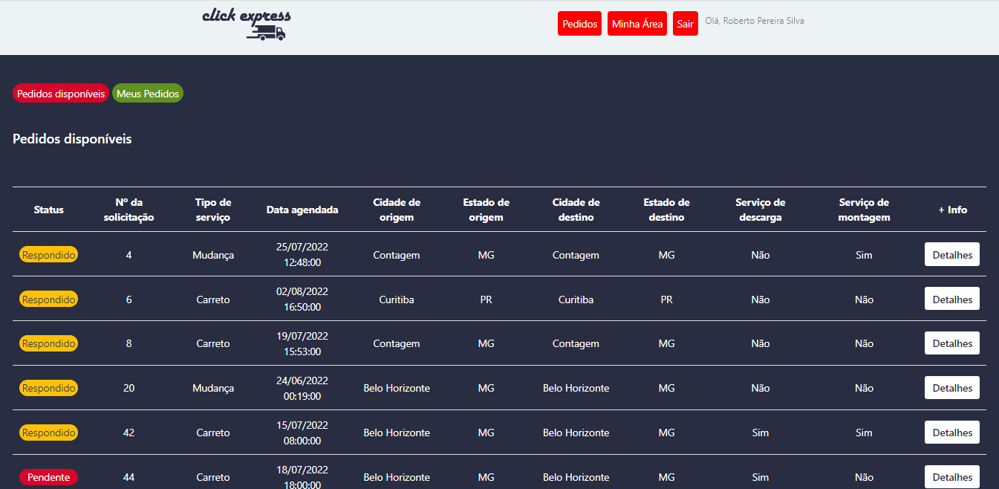 click express
Pedidos Minha Área Sair Olá, Roberto Pereira Silva
Pedidos disponíveis Meus Pedidos
Pedidos disponíveis
Status Nº da solicitação Tipo de serviço Data agendada Cidade de origem Estado de origem Cidade de destino Estado de destino Serviço de descarga Serviço de montagem + Info
Respondido 4 Mudança 25/07/2022 12:48:00 Contagem MG Contagem MG Não Sim Detalhes
Respondido 6 Carreto 02/08/2022 16:50:00 Curitiba PR Curitiba PR Não Não Detalhes
Respondido 8 Carreto 19/07/2022 15:53:00 Contagem MG Contagem MG Não Não Detalhes
Respondido 20 Mudança 24/06/2022 00:19:00 Belo Horizonte MG Belo Horizonte MG Não Não Detalhes
Respondido 42 Carreto 15/07/2022 08:00:00 Belo Horizonte MG Belo Horizonte MG Sim Sim Detalhes
Pendente 44 Carreto 18/07/2022 18:00:00 Belo Horizonte MG Belo Horizonte MG Sim Não Detalhes